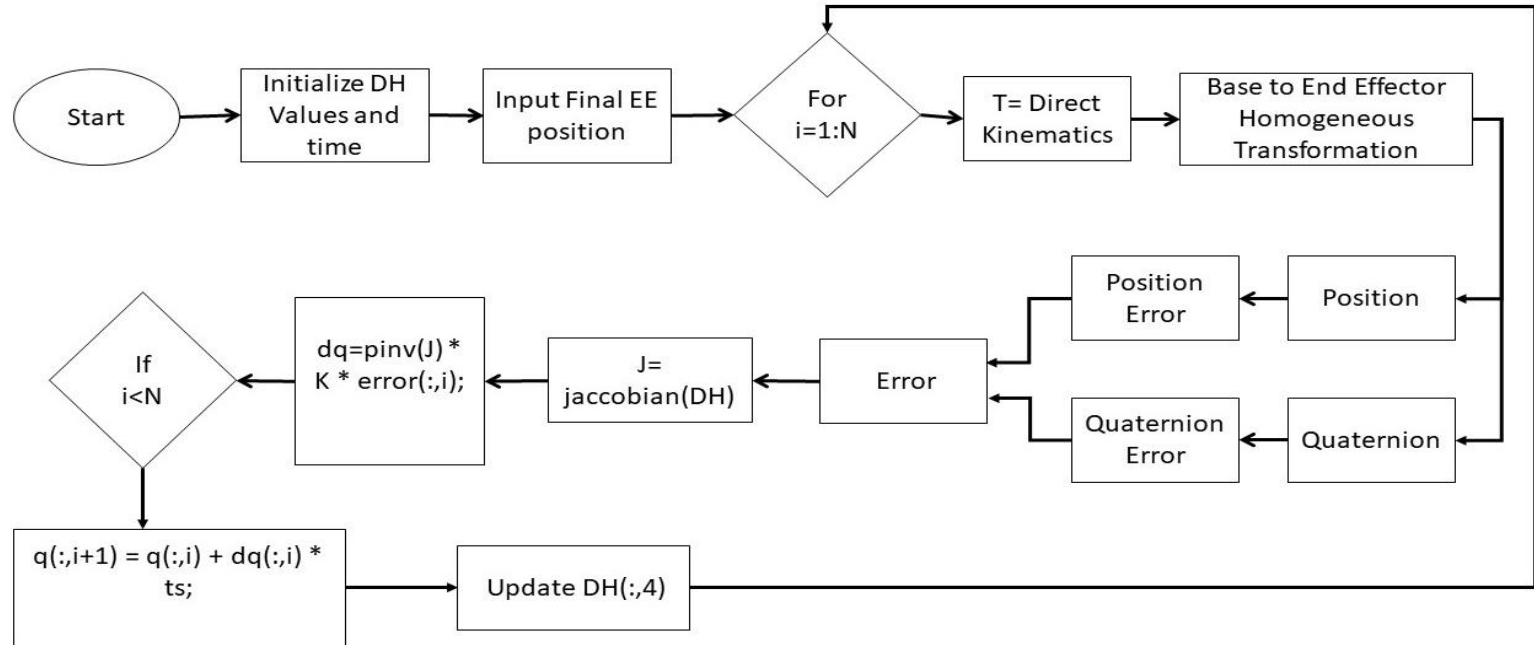 Start
Initialize DH
Values and
time
Input Final EE
position
For
i=1:N
T= Direct
Kinematics
Base to End Effector
Homogeneous
Transformation
Position
Position
Error
Quaternion
Quaternion
Error
Error
J=
jaccobian(DH)
dq=pinv(J) *
K * error(:,i);
If
i<N
q(:,i+1) = q(:,i) + dq(:,i) *
ts;
Update DH(:,4)